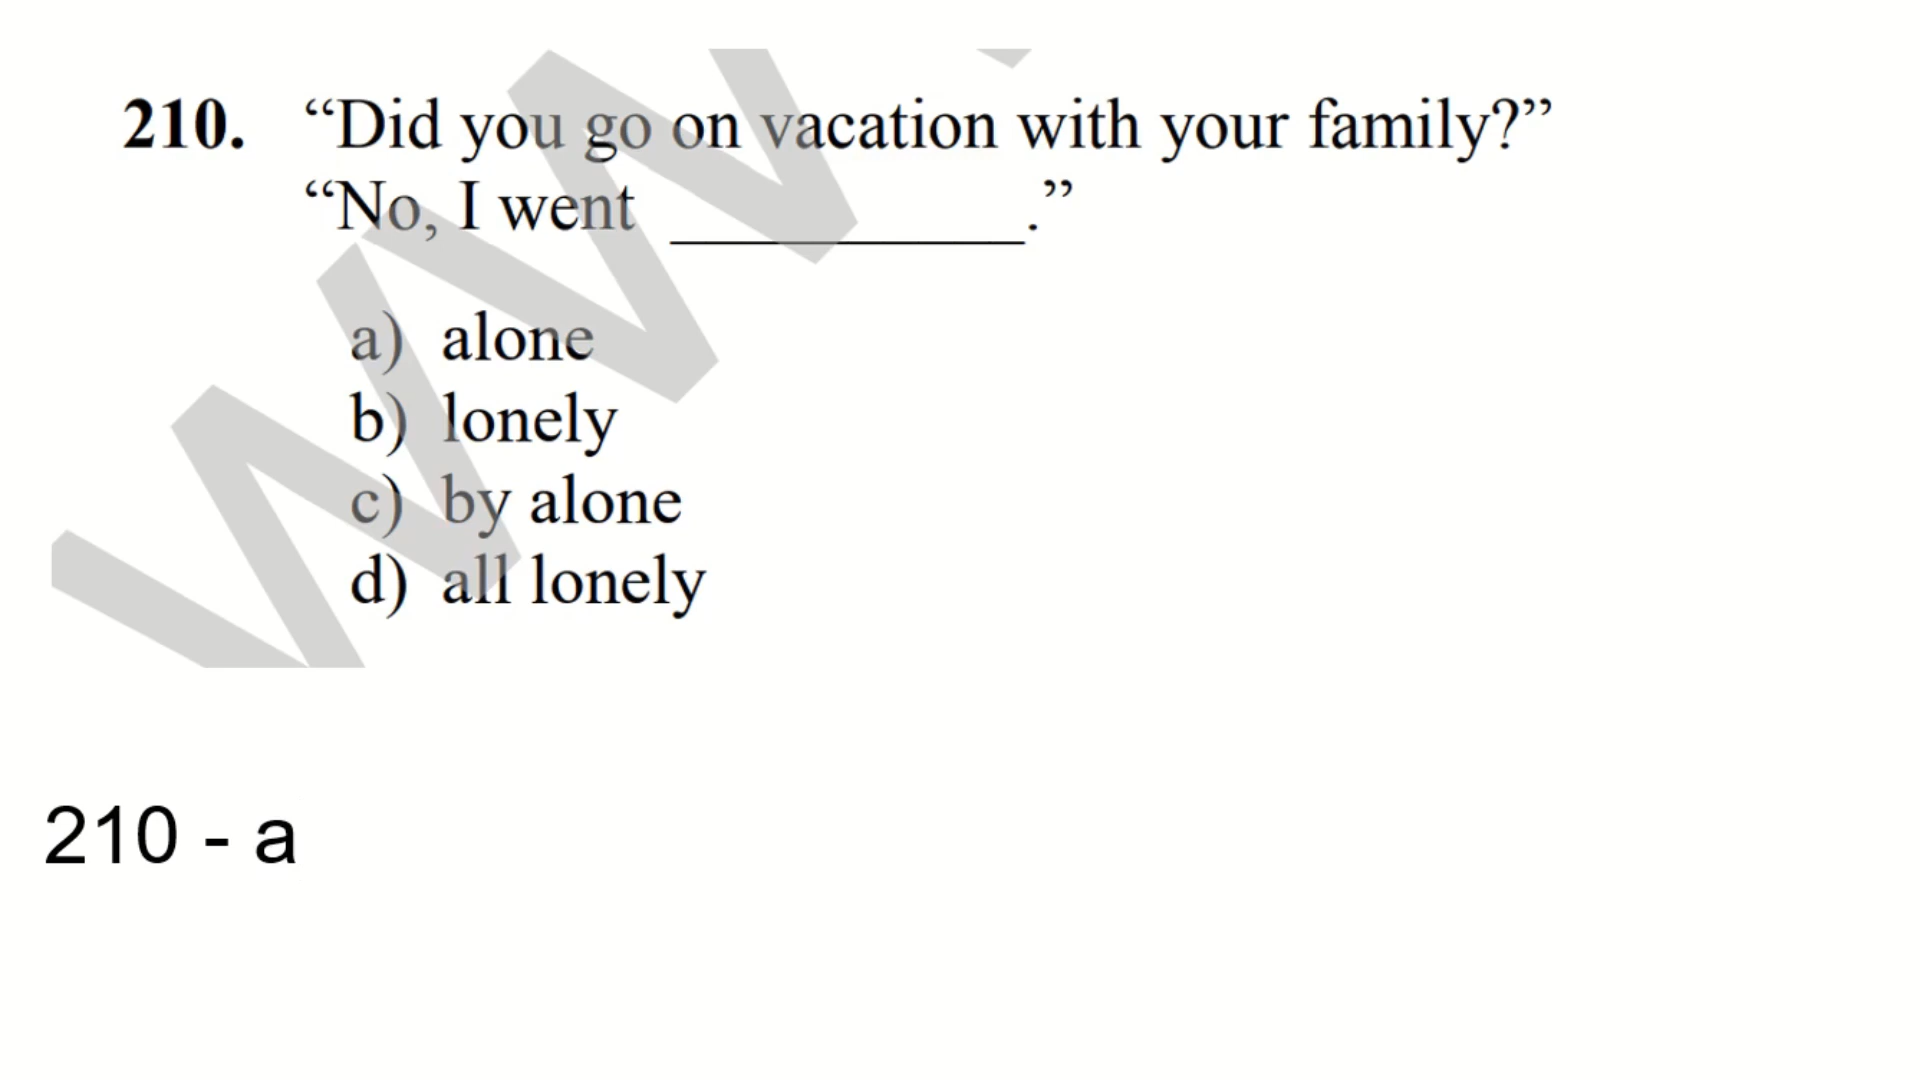 210. “Did you go on vacation with your family?”
“No, I went ___________.”
a) alone
b) lonely
c) by alone
d) all lonely
210 - a